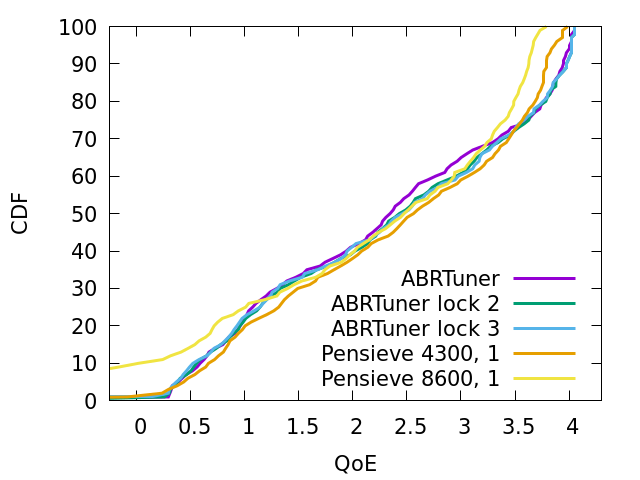 100
90
80
70
60
50
40
30
20
10
0
CDF
ABRTuner
ABRTuner lock 2
ABRTuner lock 3
Pensieve 4300, 1
Pensieve 8600, 1
0 0.5 1 1.5 2 2.5 3 3.5 4
QoE